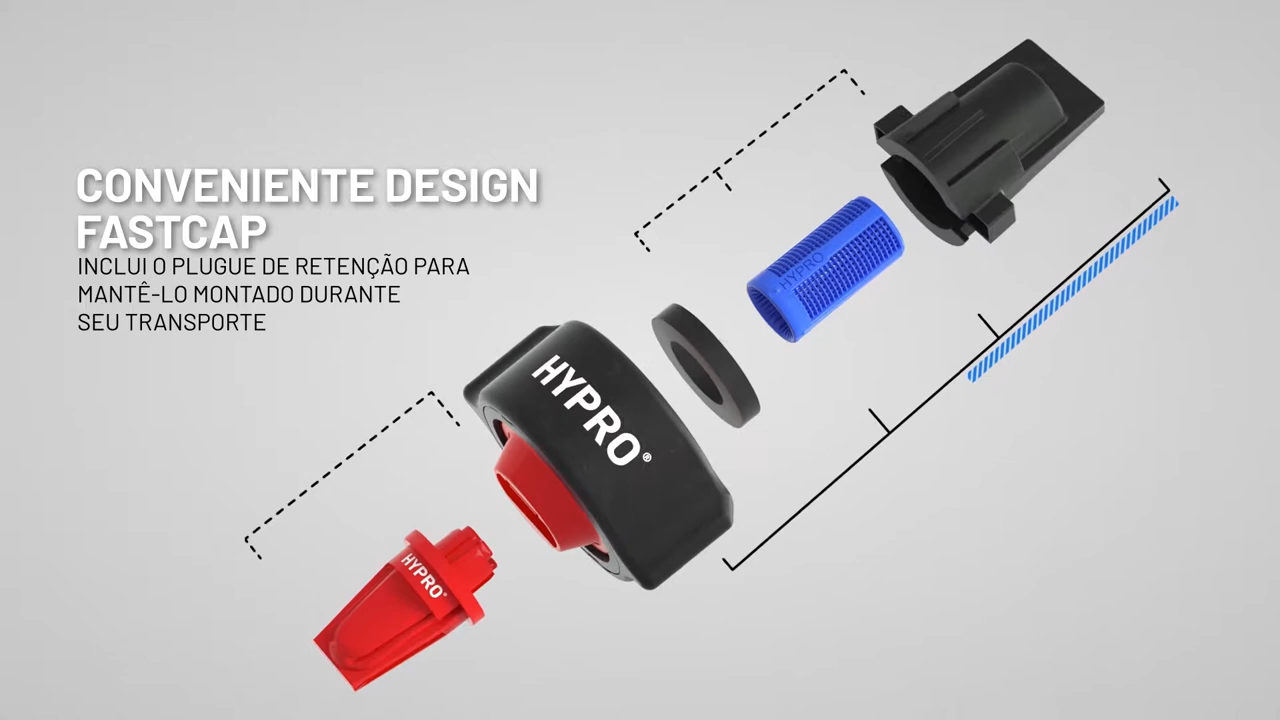 CONVENIENTE DESIGN
FASTCAP
INCLUI O PLUGUE DE RETENÇÃO PARA
MANTÊ-LO MONTADO DURANTE
SEU TRANSPORTE
HYPRO
HYPRO®
HYPRO®